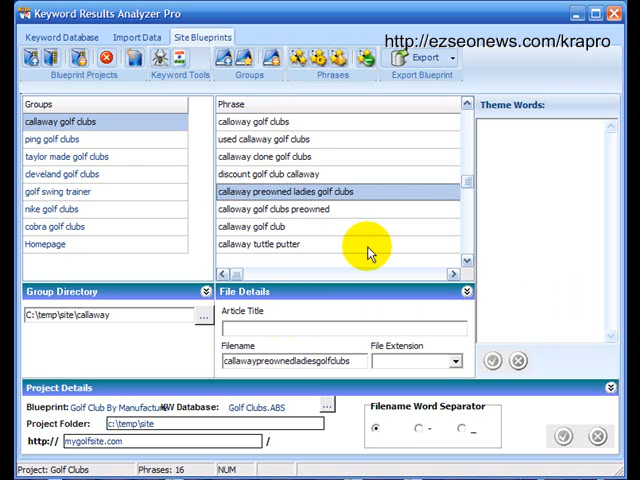 Keyword Results Analyzer Pro
Keyword Database
Import Data
Site Blueprints
http://ezseonews.com/krapro
Export
Blueprint Projects
Keyword Tools
Groups
Phrases
Export Blueprint
Groups
callaway golf clubs
ping golf clubs
taylor made golf clubs
cleveland golf clubs
golf swing trainer
nike golf clubs
cobra golf clubs
Homepage
Phrase
calloway golf clubs
used callaway golf clubs
callaway clone golf clubs
discount golf club callaway
callaway preowned ladies golf clubs
calloway golf clubs preowned
callaway golf club
callaway tuttle putter
Theme Words:
Group Directory
C:\temp\site\callaway
...
File Details
Article Title
Filename
File Extension
callawaypreownedladiesgolfclubs
Project Details
Blueprint: Golf Club By Manufactu
KW Database: Golf Clubs.ABS
...
Project Folder: c:\temp\site
http:// mygolfsite.com /
Filename Word Separator
-
_
Project: Golf Clubs
Phrases: 16
NUM